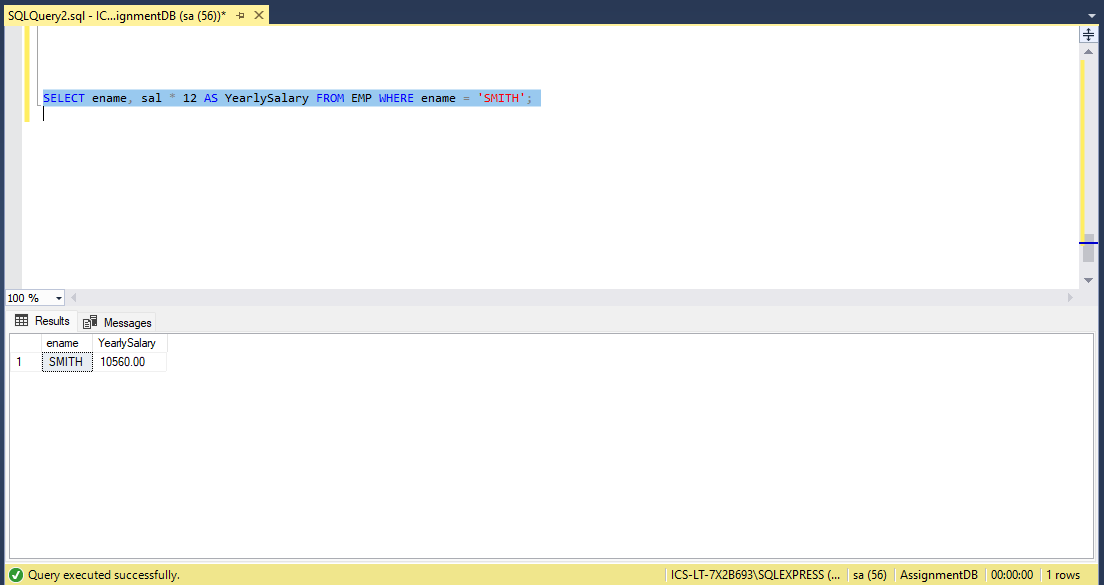 SQLQuery2.sql - IC...ignmentDB (sa (56))*
SELECT ename, sal * 12 AS YearlySalary FROM EMP WHERE ename = 'SMITH';
100 %
Results Messages
ename YearlySalary
1 SMITH 10560.00
Query executed successfully. ICS-LT-7X2B693\SQLEXPRESS (... sa (56) AssignmentDB 00:00:00 1 rows